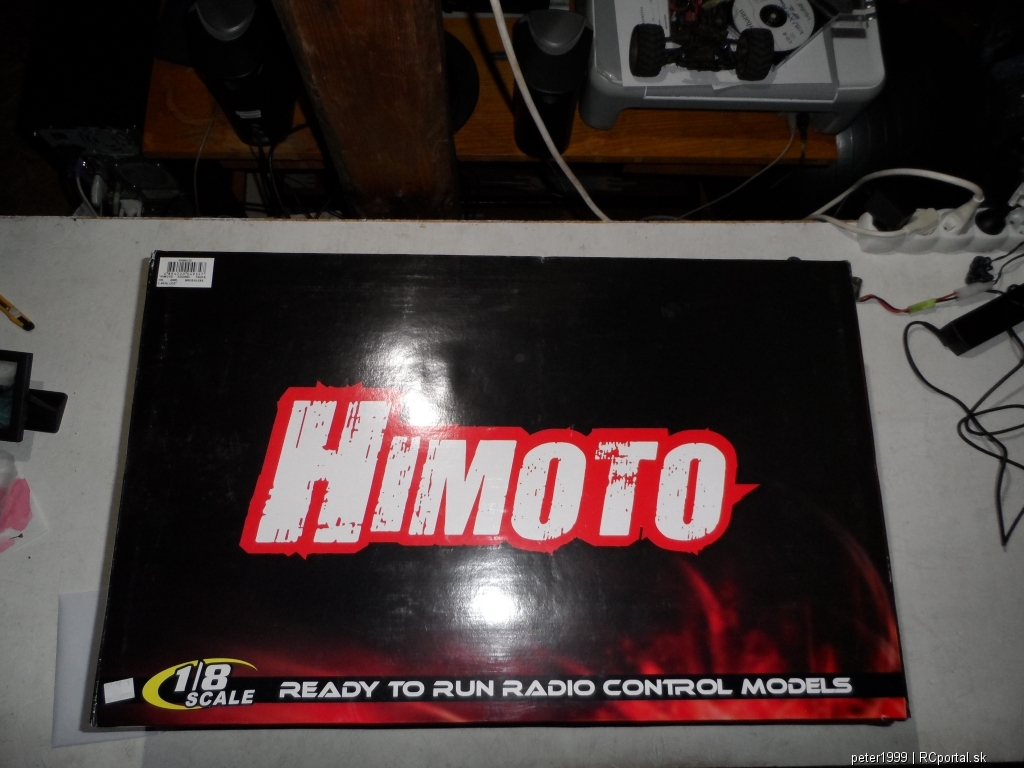 HIMOTO
1/8
SCALE
READY TO RUN RADIO CONTROL MODELS
peter1999 | RCportal.sk